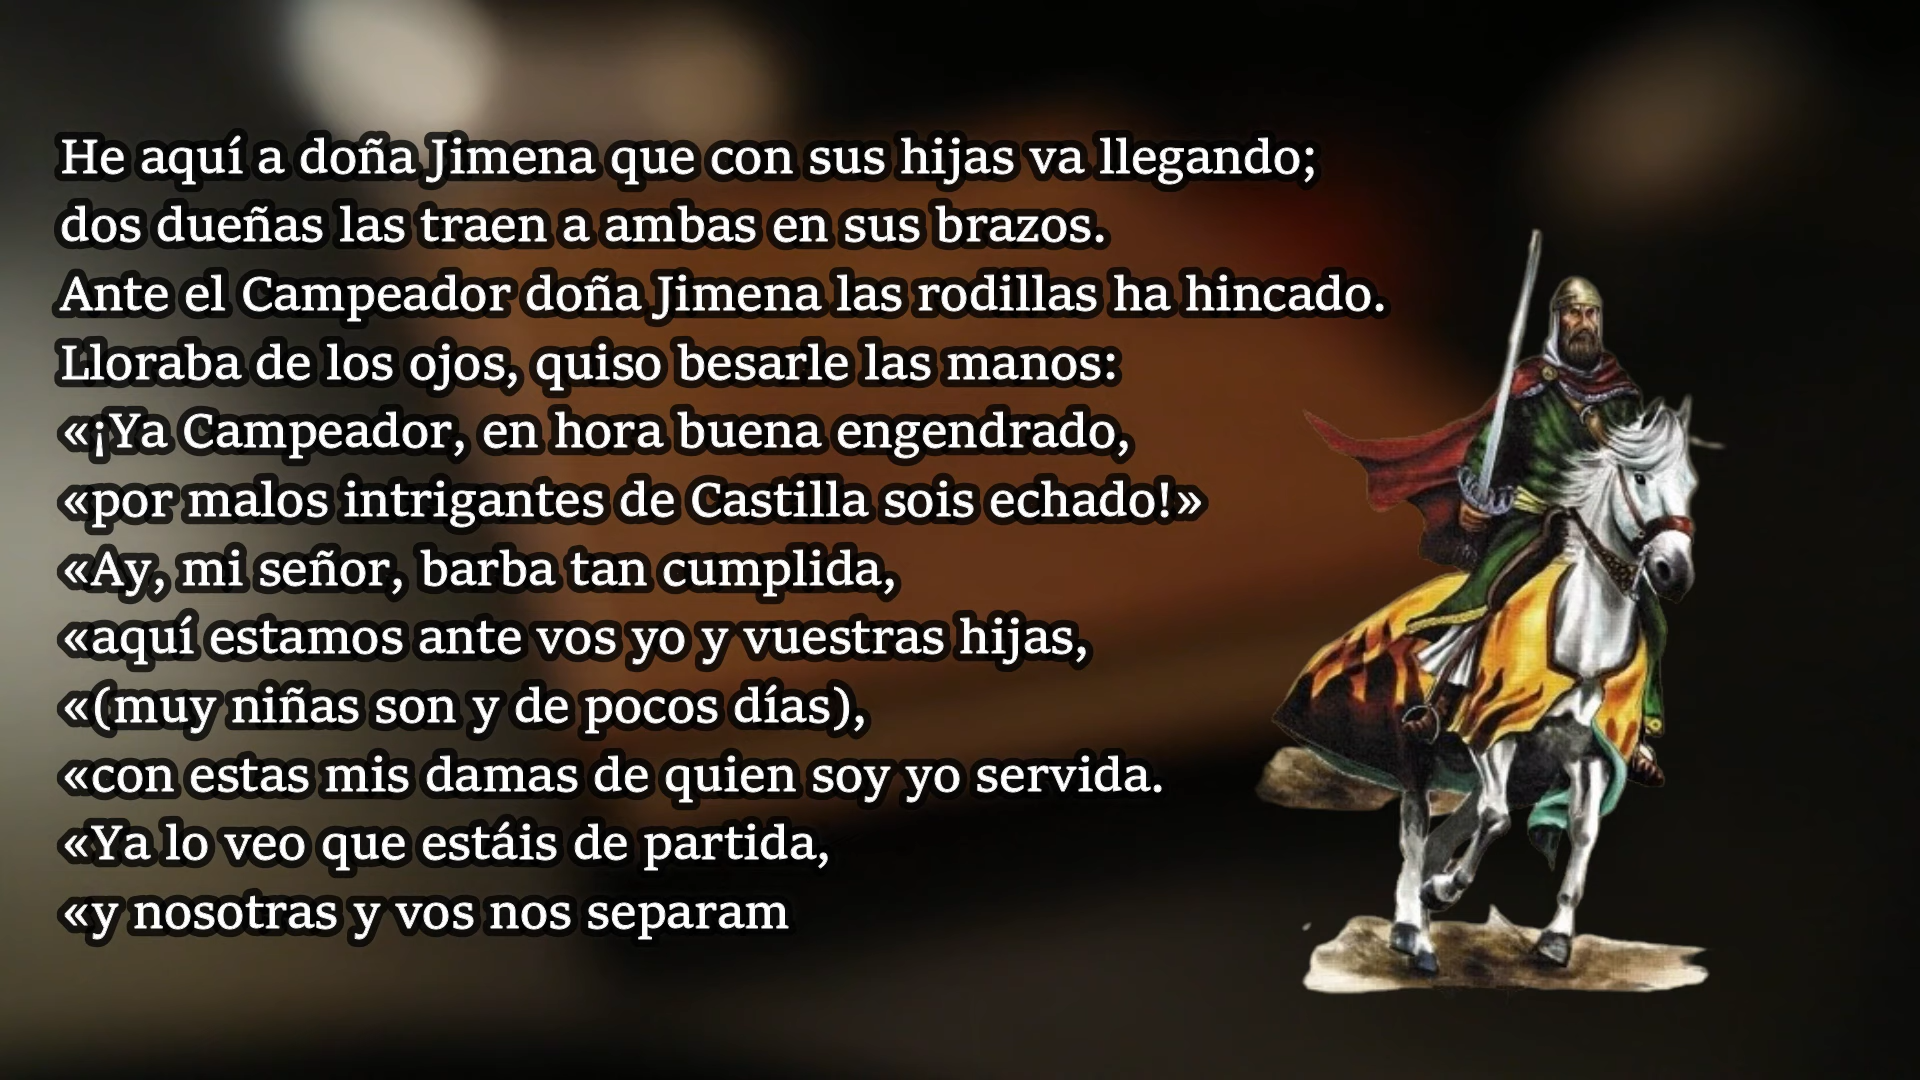 He aquí a doña Jimena que con sus hijas va llegando;
dos dueñas las traen a ambas en sus brazos.
Ante el Campeador doña Jimena las rodillas ha hincado.
Lloraba de los ojos, quiso besarle las manos:
«¡Ya Campeador, en hora buena engendrado,
«por malos intrigantes de Castilla sois echado!»
«Ay, mi señor, barba tan cumplida,
«aquí estamos ante vos yo y vuestras hijas,
«(muy niñas son y de pocos días),
«con estas mis damas de quien soy yo servida.
«Ya lo veo que estáis de partida,
«y nosotras y vos nos separam